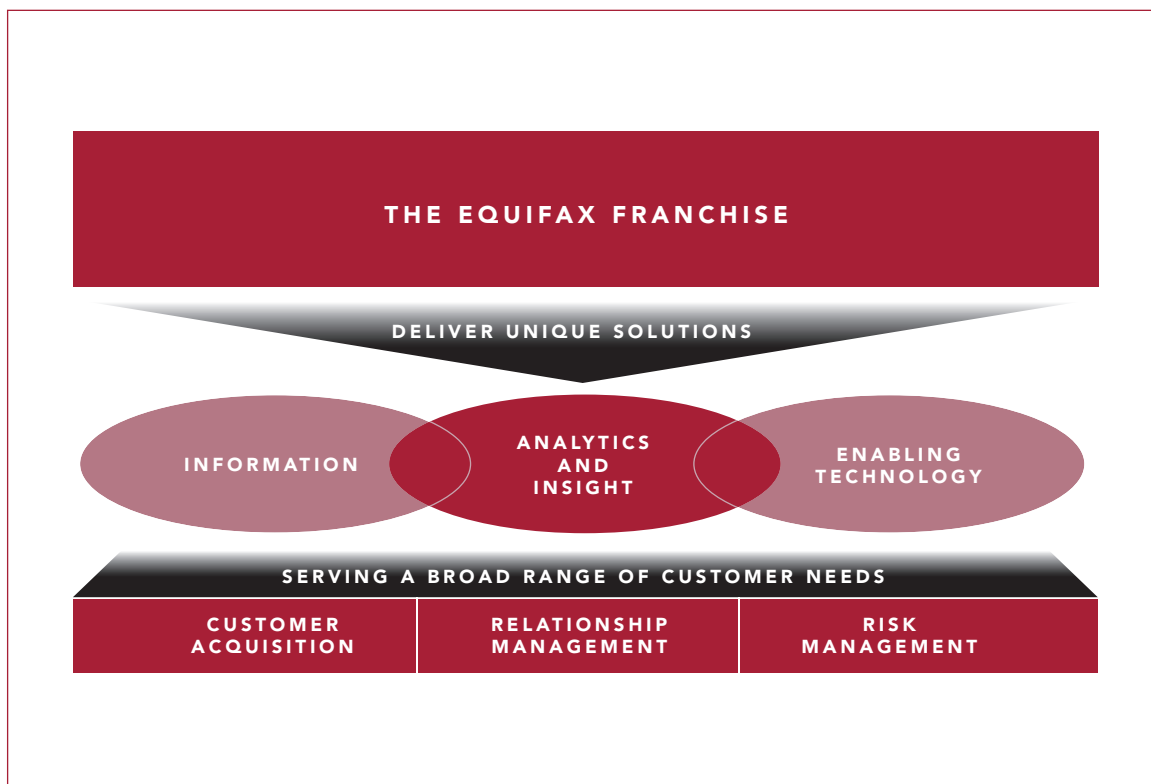 THE EQUIFAX FRANCHISE
DELIVER UNIQUE SOLUTIONS
INFORMATION
ANALYTICS
AND
INSIGHT
ENABLING
TECHNOLOGY
SERVING A BROAD RANGE OF CUSTOMER NEEDS
CUSTOMER
ACQUISITION
RELATIONSHIP
MANAGEMENT
RISK
MANAGEMENT